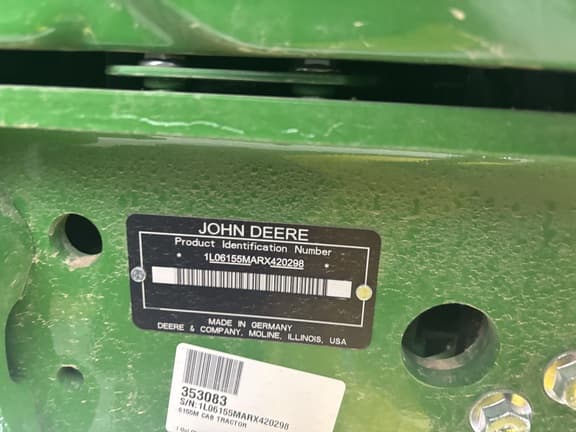 JOHN DEERE
Product Identification Number
1L06155MARX420298
MADE IN GERMANY
DEERE & COMPANY, MOLINE, ILLINOIS, USA
353083
S/N:1L06155MARX420298
6155M CAB TRACTOR